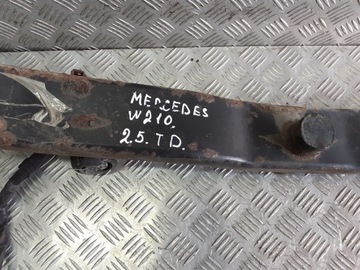 MERCEDES
W210.
2.5. TD.